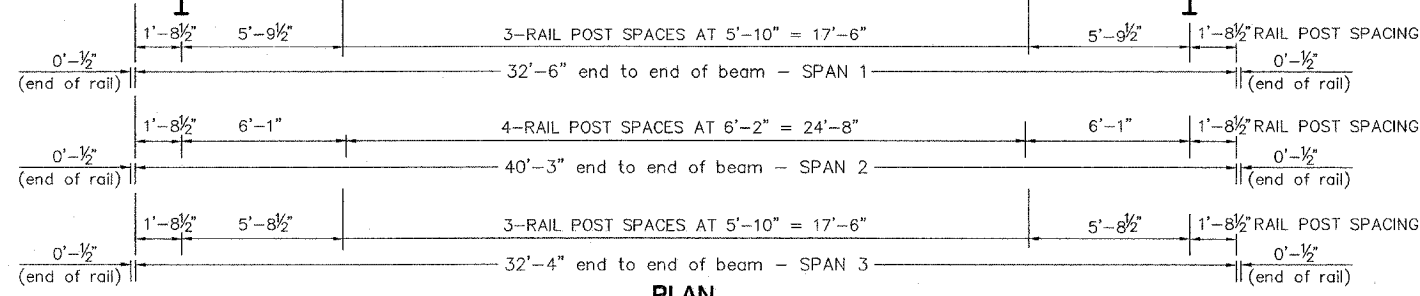 1'-8½" 5'-9½" 3-RAIL POST SPACES AT 5'-10" = 17'-6" 5'-9½" 1'-8½" RAIL POST SPACING
0'-½" 32'-6" end to end of beam - SPAN 1 0'-½"
(end of rail) (end of rail)
1'-8½" 6'-1" 4-RAIL POST SPACES AT 6'-2" = 24'-8" 6'-1" 1'-8½" RAIL POST SPACING
0'-½" 40'-3" end to end of beam - SPAN 2 0'-½"
(end of rail) (end of rail)
1'-8½" 5'-8½" 3-RAIL POST SPACES AT 5'-10" = 17'-6" 5'-8½" 1'-8½" RAIL POST SPACING
0'-½" 32'-4" end to end of beam - SPAN 3 0'-½"
(end of rail) (end of rail)
PLAN